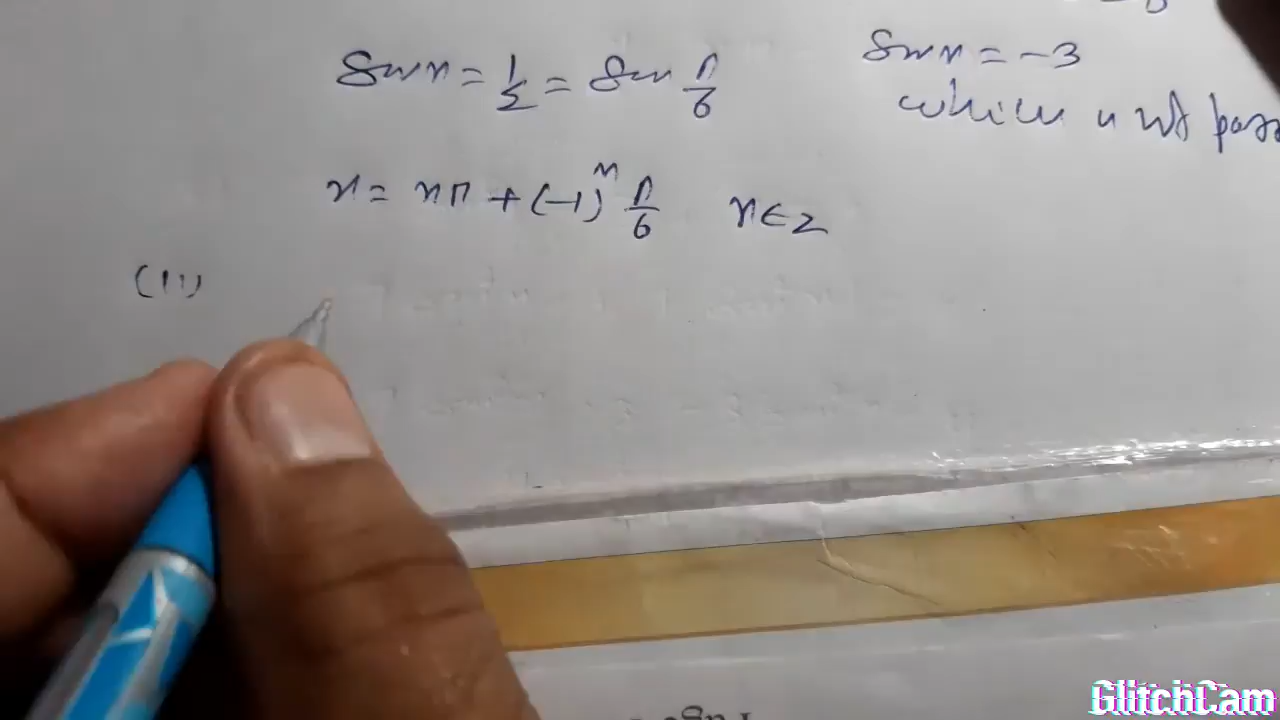 Sin x = 1/2 = Sin π/6
x = nπ + (-1)^n π/6 n ∈ Z
Sin x = -3
which is not poss
(ii)
GlitchCam